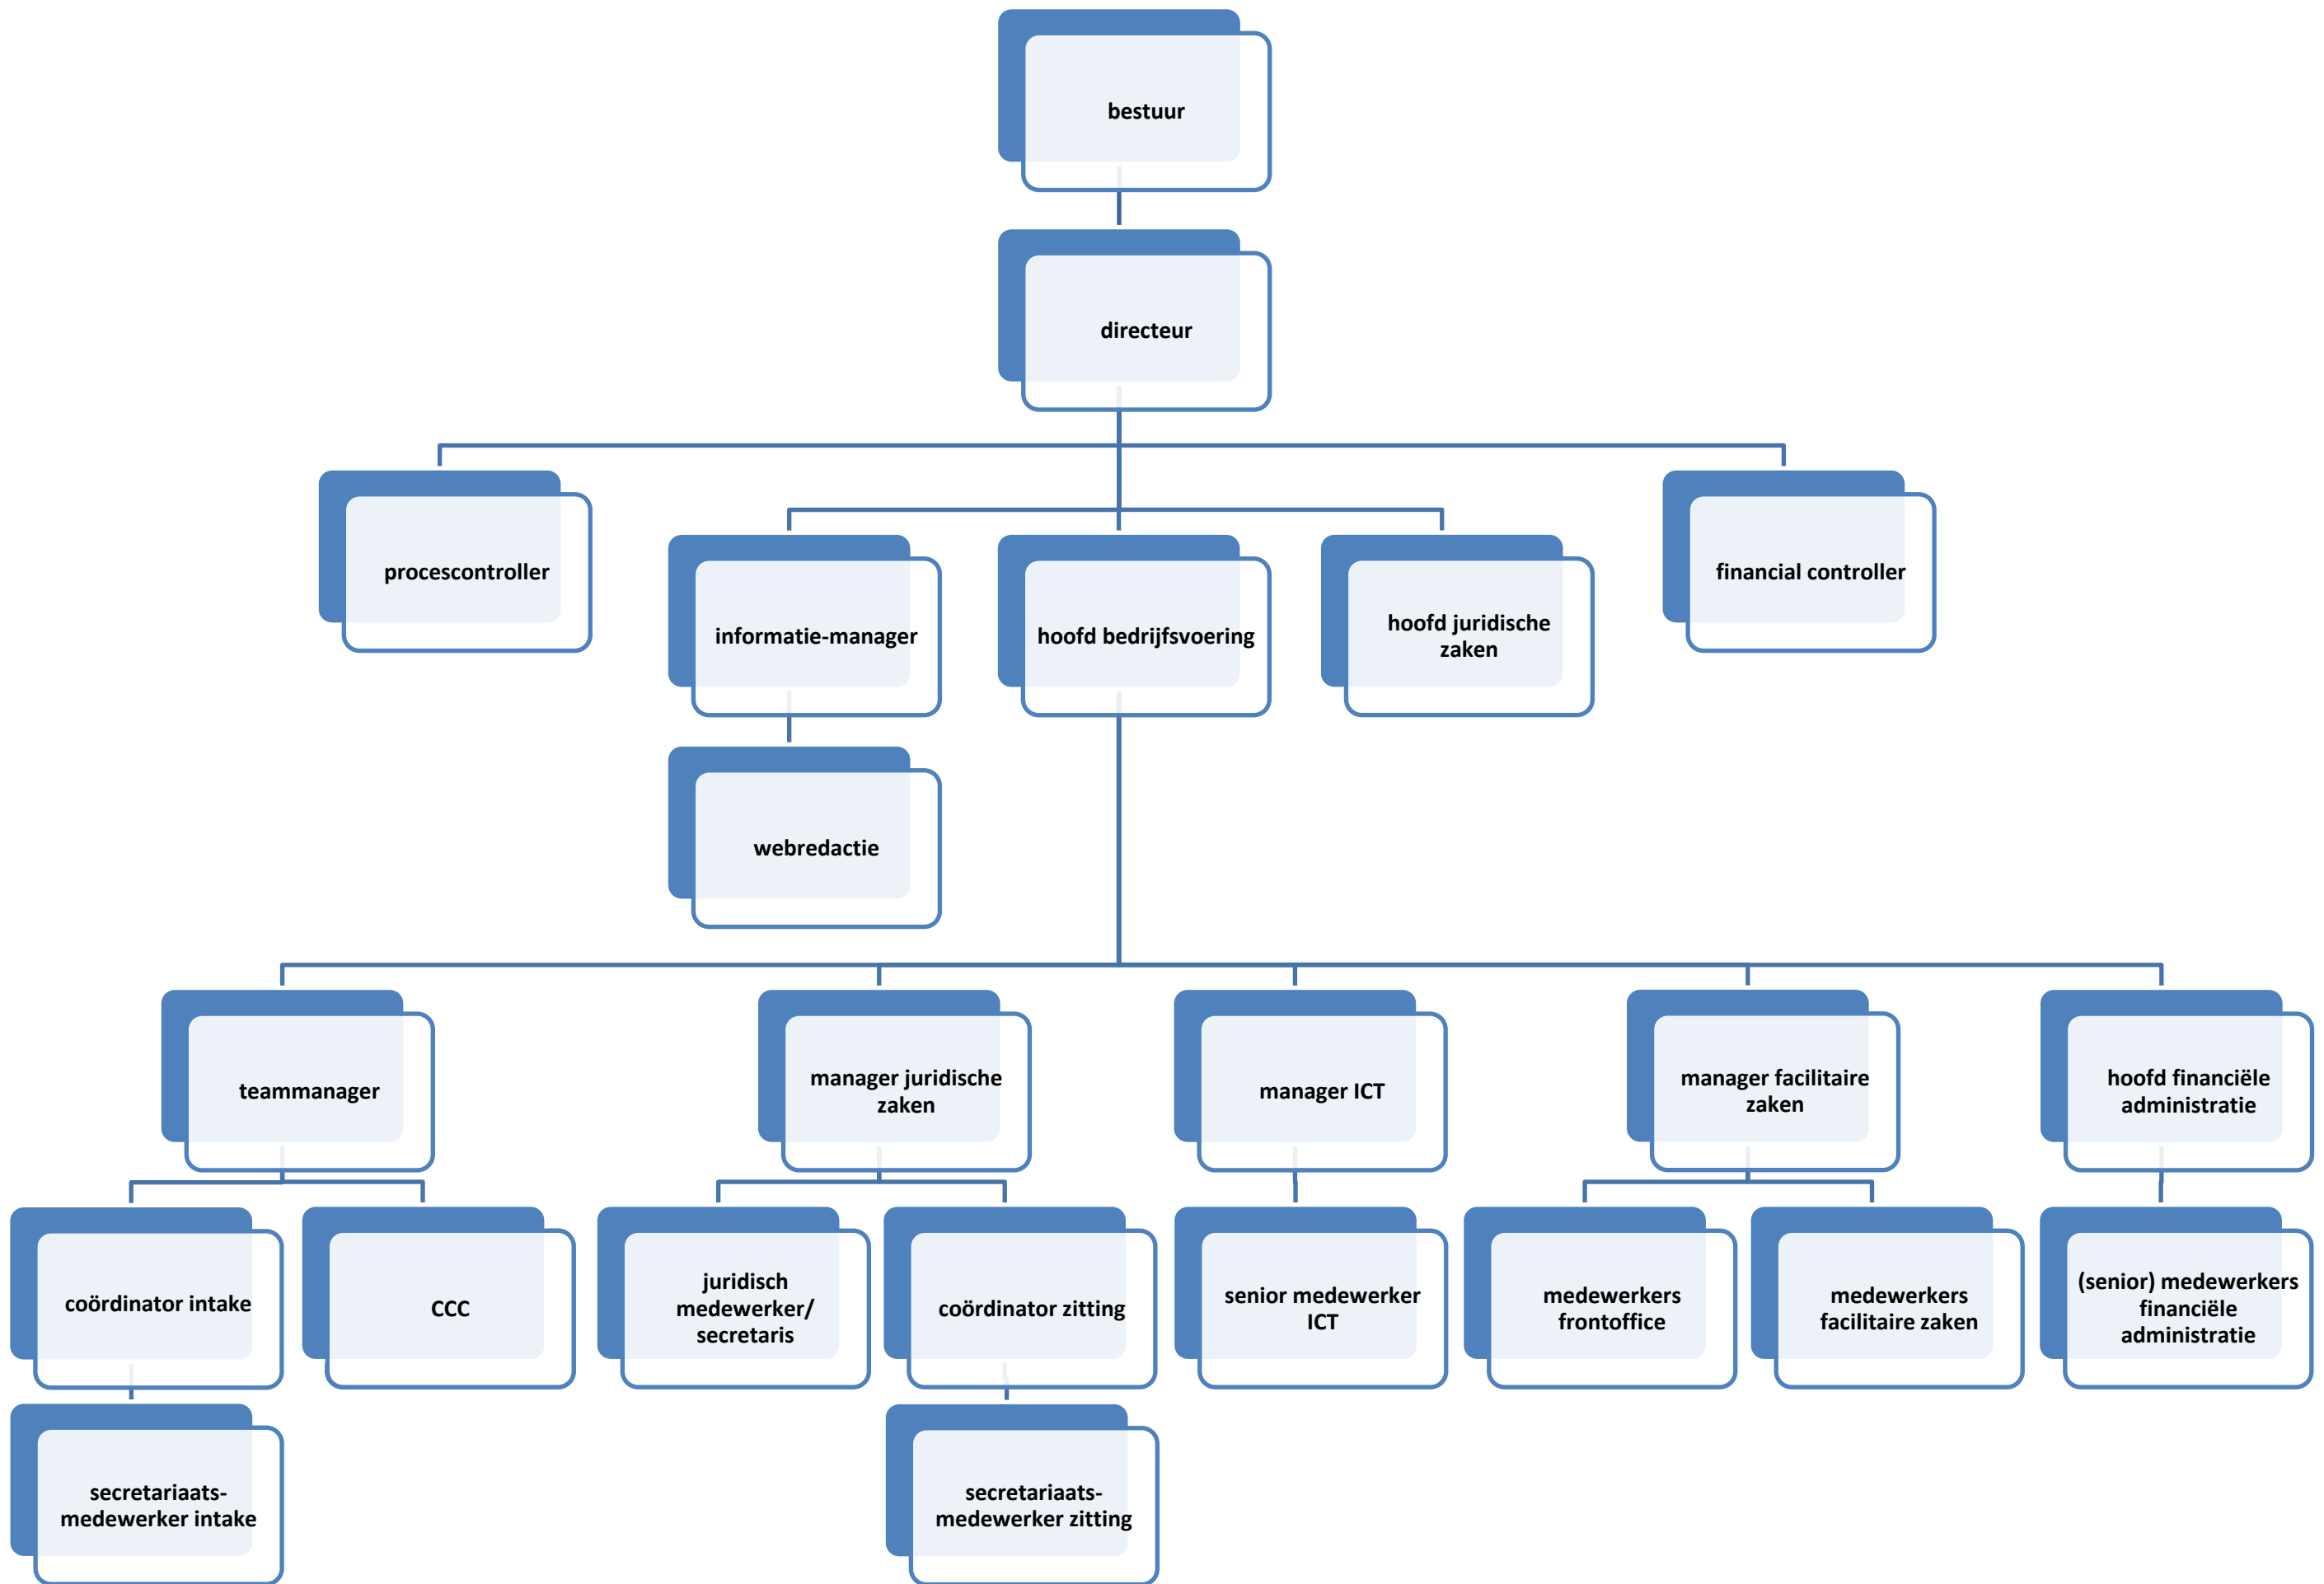 bestuur
directeur
procescontroller
financial controller
informatie-manager
hoofd bedrijfsvoering
hoofd juridische
zaken
webredactie
teammanager
manager juridische
zaken
manager ICT
manager facilitaire
zaken
hoofd financiële
administratie
coördinator intake
CCC
juridisch
medewerker/
secretaris
coördinator zitting
senior medewerker
ICT
medewerkers
frontoffice
medewerkers
facilitaire zaken
(senior) medewerkers
financiële
administratie
secretariaats-
medewerker intake
secretariaats-
medewerker zitting